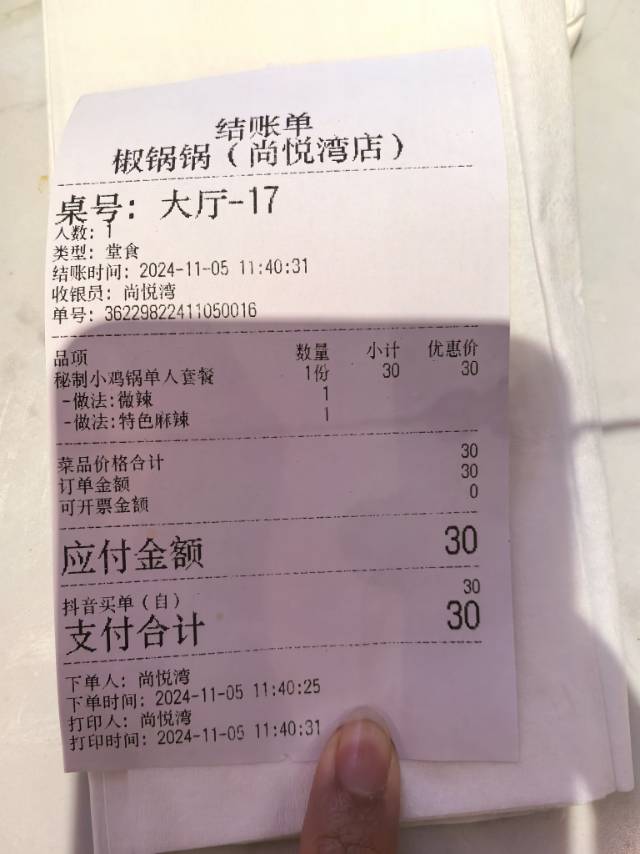 结账单
椒锅锅（尚悦湾店）
桌号: 大厅-17
人数: 1
类型: 堂食
结账时间: 2024-11-05 11:40:31
收银员: 尚悦湾
单号: 36229822411050016
品项 数量 小计 优惠价
秘制小鸡锅单人套餐 1份 30 30
-做法:微辣 1
-做法:特色麻辣 1
菜品价格合计 30
订单金额 30
可开票金额 0
应付金额 30
抖音买单（自） 30
支付合计 30
下单人: 尚悦湾
下单时间: 2024-11-05 11:40:25
打印人: 尚悦湾
打印时间: 2024-11-05 11:40:31